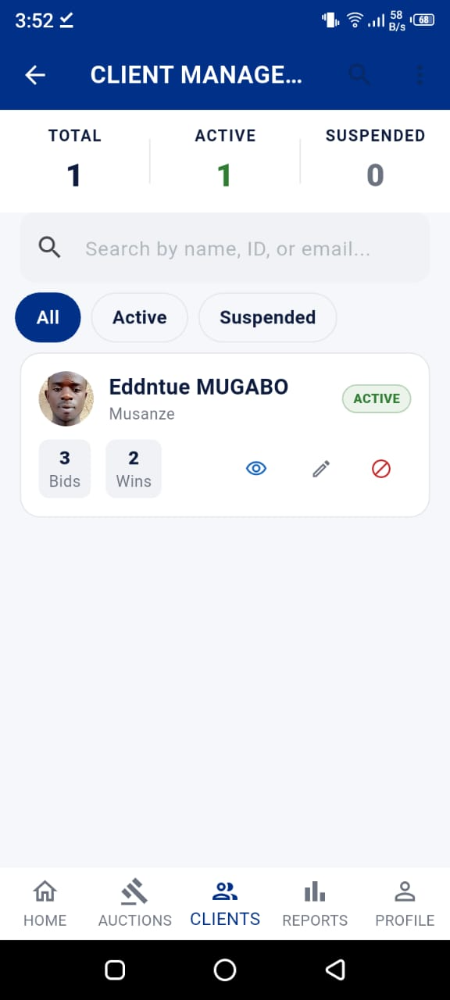 3:52
58
B/s
68
CLIENT MANAGE...
TOTAL
ACTIVE
SUSPENDED
1
1
0
Search by name, ID, or email...
All
Active
Suspended
Eddntue MUGABO
Musanze
ACTIVE
3
Bids
2
Wins
HOME
AUCTIONS
CLIENTS
REPORTS
PROFILE